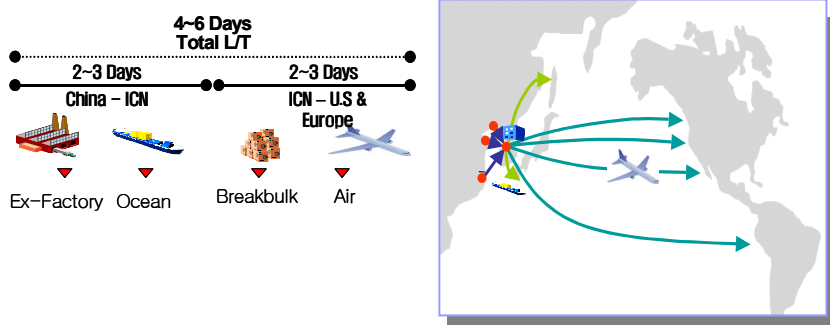 4~6 Days
Total L/T
2~3 Days
2~3 Days
China - ICN
ICN – U.S &
Europe
Ex-Factory
Ocean
Breakbulk
Air